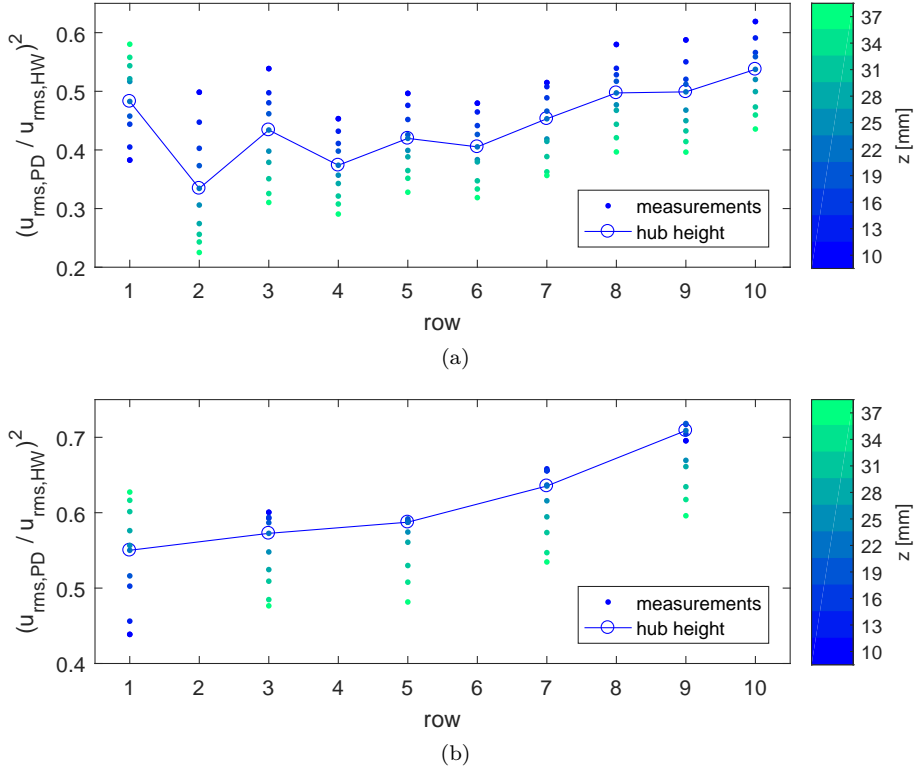 0.6
0.5
0.4
0.3
0.2
(u_rms,PD / u_rms,HW)^2
1 2 3 4 5 6 7 8 9 10
row
measurements
hub height
37
34
31
28
25
22
19
16
13
10
z [mm]
(a)
0.7
0.6
0.5
0.4
(u_rms,PD / u_rms,HW)^2
1 2 3 4 5 6 7 8 9 10
row
measurements
hub height
37
34
31
28
25
22
19
16
13
10
z [mm]
(b)